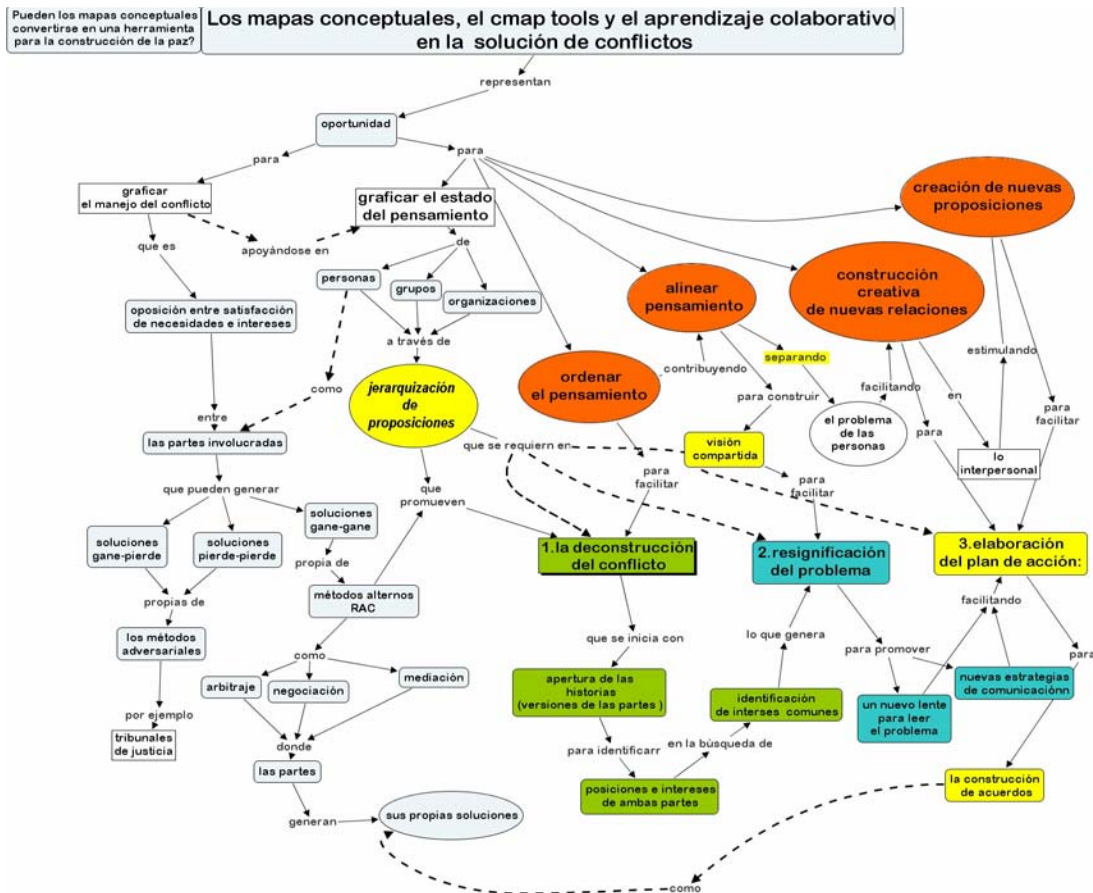 Pueden los mapas conceptuales
convertirse en una herramienta
para la construcción de la paz?
Los mapas conceptuales, el cmap tools y el aprendizaje colaborativo
en la solución de conflictos
representan
oportunidad
para
para
graficar
el manejo del conflicto
graficar el estado
del pensamiento
creación de nuevas
proposiciones
que es
apoyándose en
de
personas
grupos
organizaciones
alinear
pensamiento
construcción
creativa
de nuevas relaciones
oposición entre satisfacción
de necesidades e intereses
a través de
separando
estimulando
como
jerarquización
de
proposiciones
ordenar
el pensamiento
contribuyendo
facilitando
para construir
en
entre
para
facilitar
las partes involucradas
que se requiern en
visión
compartida
el problema
de las
personas
para
lo
interpersonal
que pueden generar
que
promueven
para
facilitar
para
facilitar
soluciones
gane-gane
soluciones
gane-pierde
soluciones
pierde-pierde
propia de
1.la deconstrucción
del conflicto
2.resignificación
del problema
3.elaboración
del plan de acción:
métodos alternos
RAC
propias de
facilitando
los métodos
adversariales
que se inicia con
lo que genera
para promover
para
como
arbitraje
negociación
mediación
apertura de las
historias
(versiones de las partes )
identificación
de interses comunes
nuevas estrategias
de comunicaciónn
un nuevo lente
para leer
el problema
por ejemplo
tribunales
de justicia
donde
para identificarr
en la bùsqueda de
las partes
posiciones e intereses
de ambas partes
la construcción
de acuerdos
generan
sus propias soluciones
como